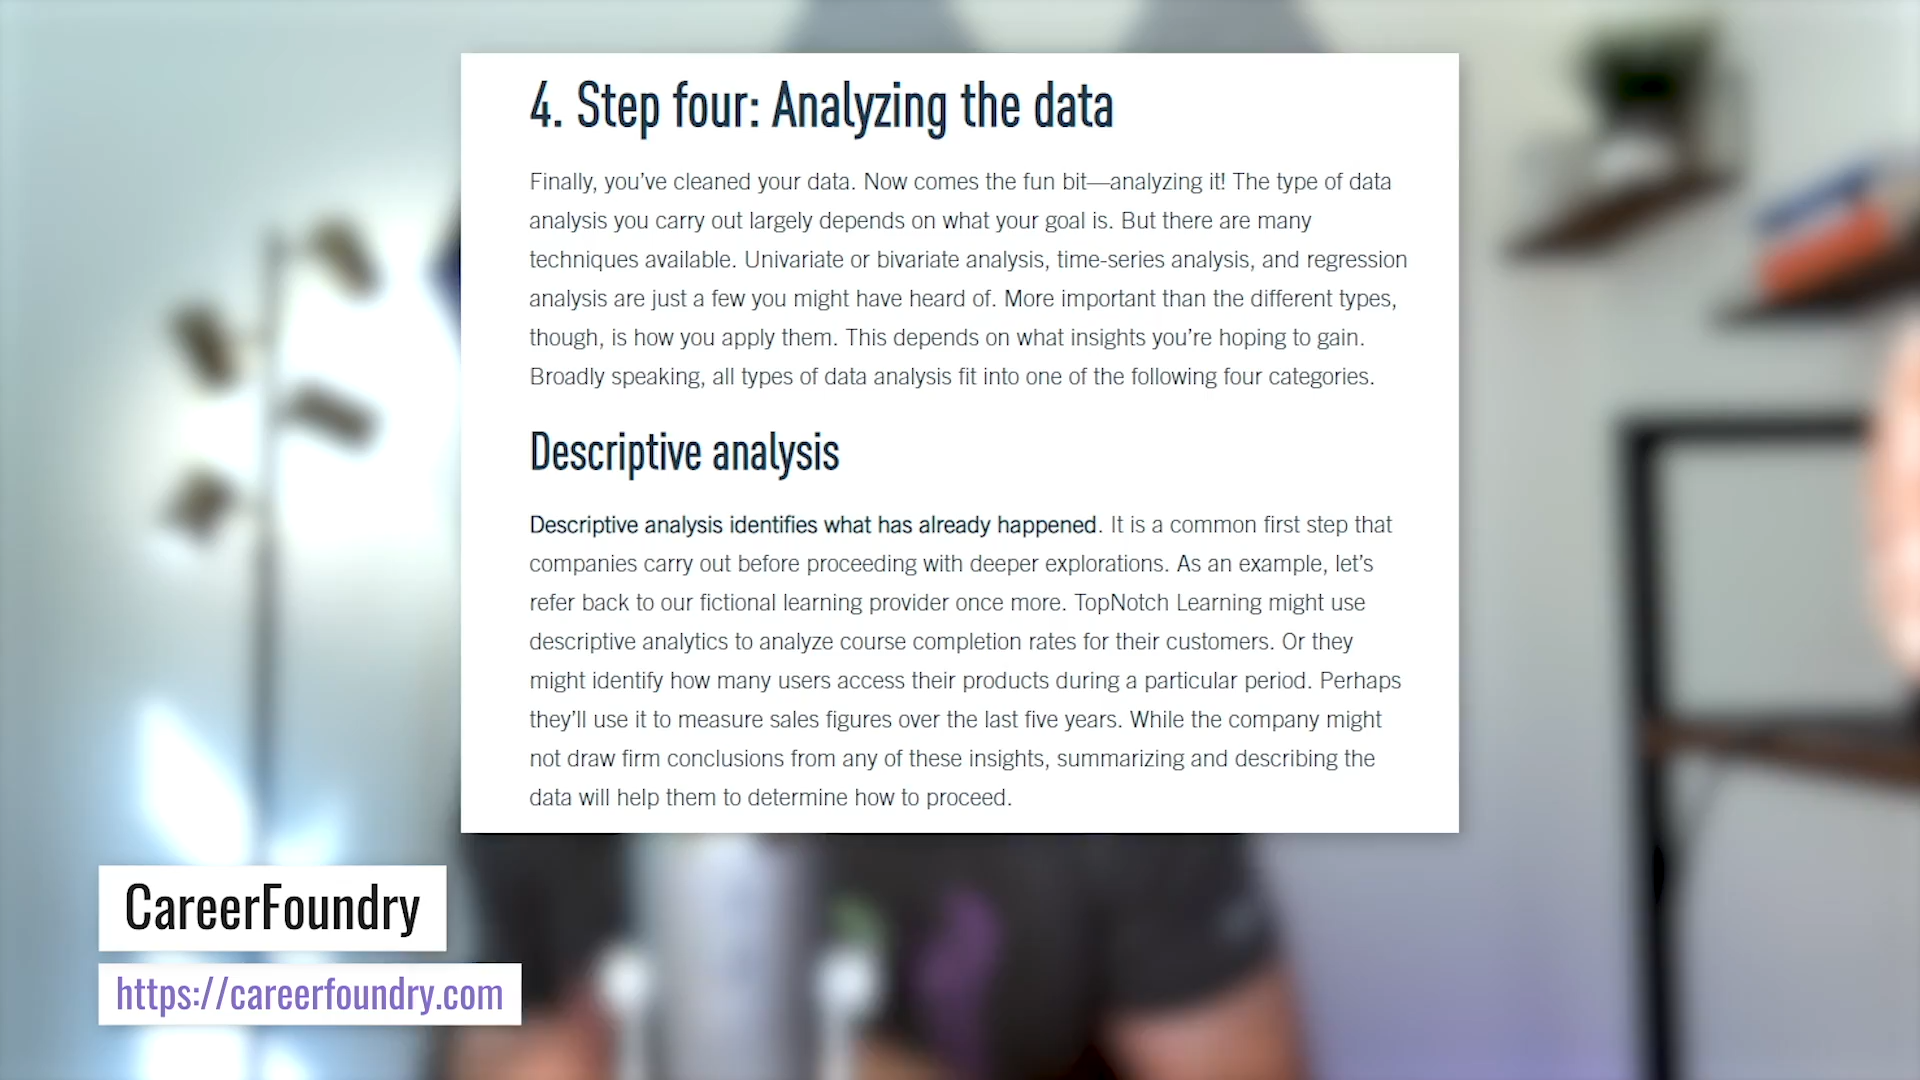 4. Step four: Analyzing the data
Finally, you’ve cleaned your data. Now comes the fun bit—analyzing it! The type of data
analysis you carry out largely depends on what your goal is. But there are many
techniques available. Univariate or bivariate analysis, time-series analysis, and regression
analysis are just a few you might have heard of. More important than the different types,
though, is how you apply them. This depends on what insights you’re hoping to gain.
Broadly speaking, all types of data analysis fit into one of the following four categories.
Descriptive analysis
Descriptive analysis identifies what has already happened. It is a common first step that
companies carry out before proceeding with deeper explorations. As an example, let’s
refer back to our fictional learning provider once more. TopNotch Learning might use
descriptive analytics to analyze course completion rates for their customers. Or they
might identify how many users access their products during a particular period. Perhaps
they’ll use it to measure sales figures over the last five years. While the company might
not draw firm conclusions from any of these insights, summarizing and describing the
data will help them to determine how to proceed.
CareerFoundry
https://careerfoundry.com